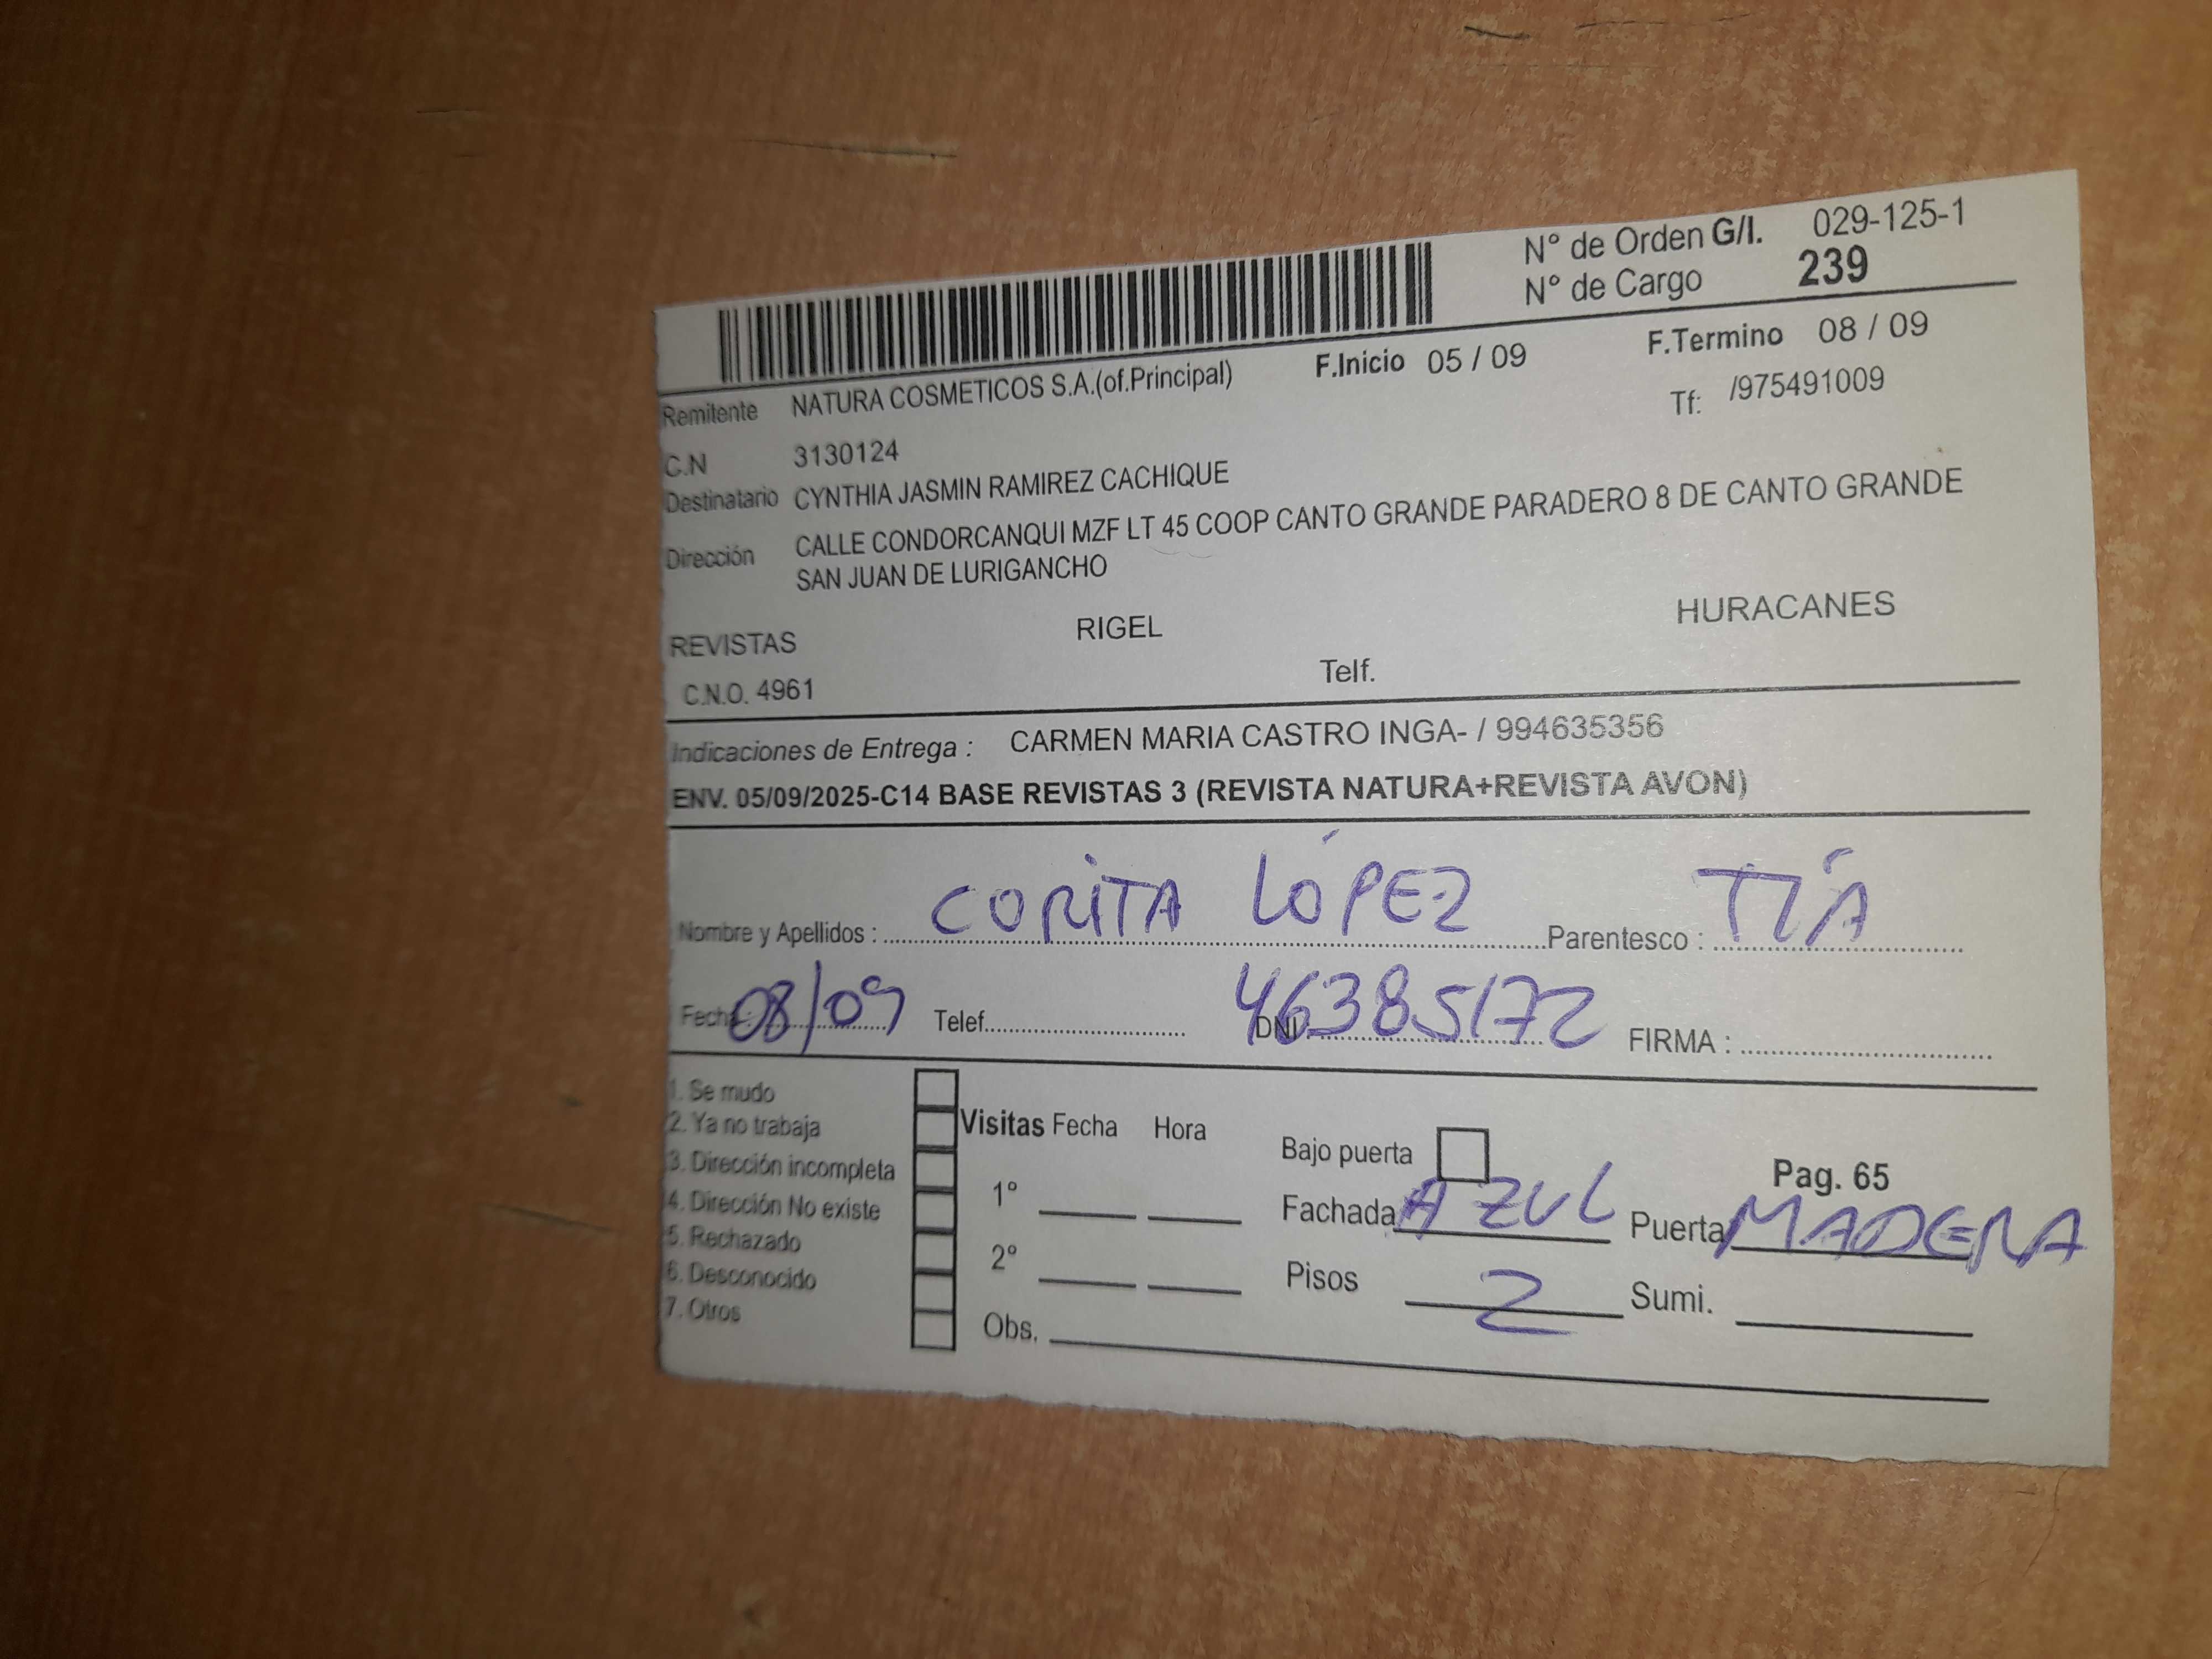 N° de Orden G/I. 029-125-1
N° de Cargo 239
F.Inicio 05 / 09 F.Termino 08 / 09
Remitente NATURA COSMETICOS S.A.(of.Principal) Tf: /975491009
C.N 3130124
Destinatario CYNTHIA JASMIN RAMIREZ CACHIQUE
Dirección CALLE CONDORCANQUI MZF LT 45 COOP CANTO GRANDE PARADERO 8 DE CANTO GRANDE
SAN JUAN DE LURIGANCHO
REVISTAS RIGEL HURACANES
C.N.O. 4961 Telf.
Indicaciones de Entrega : CARMEN MARIA CASTRO INGA- / 994635356
ENV. 05/09/2025-C14 BASE REVISTAS 3 (REVISTA NATURA+REVISTA AVON)
Nombre y Apellidos : CORITA LÓPEZ Parentesco : TÍA
Fecha : 08/09 Telef. DNI. 46385172 FIRMA :
1. Se mudo
2. Ya no trabaja
3. Dirección incompleta
4. Dirección No existe
5. Rechazado
6. Desconocido
7. Otros
Visitas Fecha Hora
1°
2°
Obs.
Bajo puerta Pag. 65
Fachada AZUL Puerta MADERA
Pisos 2 Sumi.